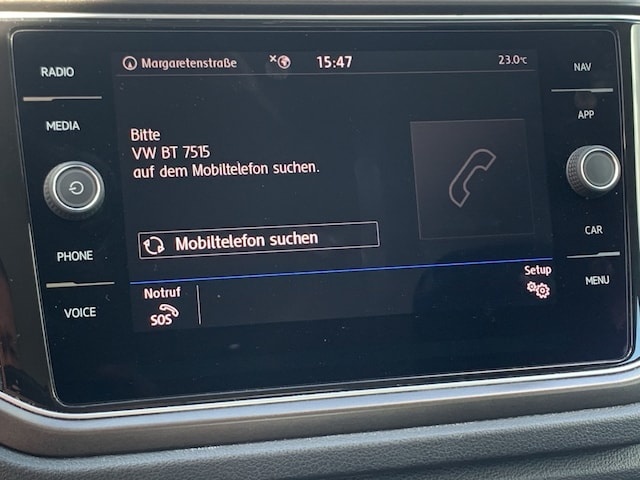 RADIO
MEDIA
PHONE
VOICE
Margaretenstraße 15:47 23.0°C
Bitte
VW BT 7515
auf dem Mobiltelefon suchen.
Mobiltelefon suchen
Notruf
SOS
Setup
NAV
APP
CAR
MENU